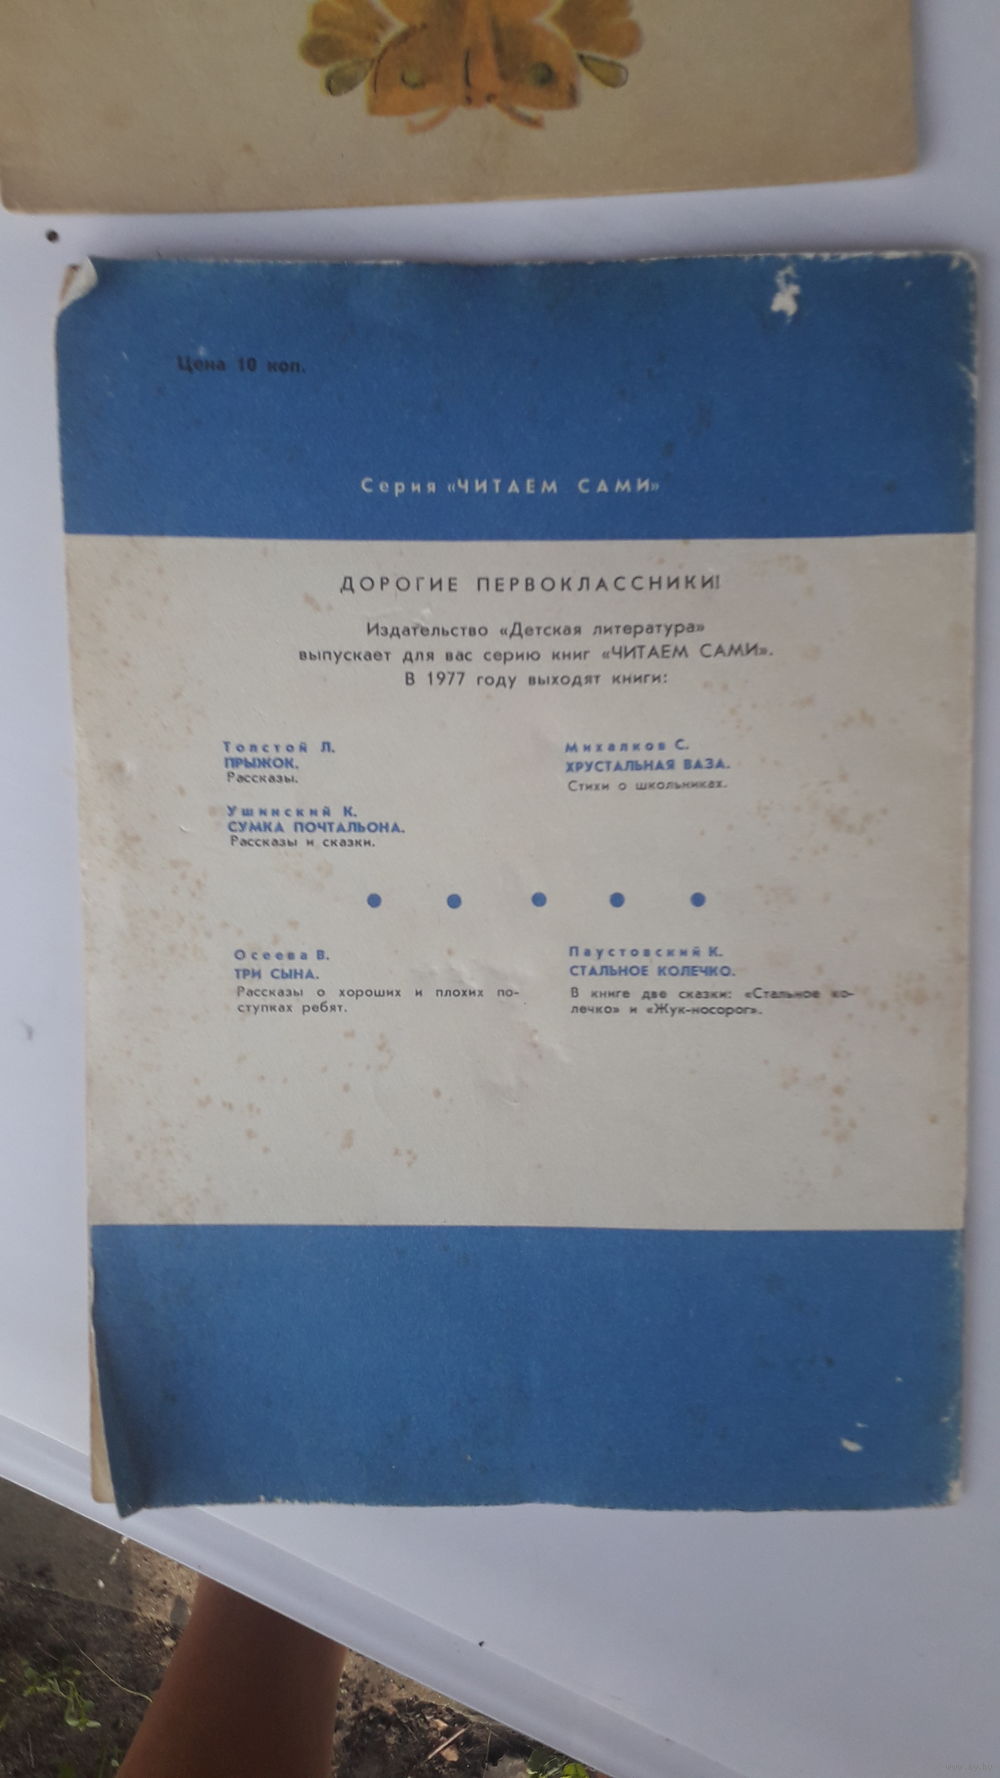 Цена 10 коп.
Серия «ЧИТАЕМ САМИ»
ДОРОГИЕ ПЕРВОКЛАССНИКИ!
Издательство «Детская литература»
выпускает для вас серию книг «ЧИТАЕМ САМИ».
В 1977 году выходят книги:
Толстой Л.
ПРЫЖОК.
Рассказы.
Ушинский К.
СУМКА ПОЧТАЛЬОНА.
Рассказы и сказки.
Михалков С.
ХРУСТАЛЬНАЯ ВАЗА.
Стихи о школьниках.
Осеева В.
ТРИ СЫНА.
Рассказы о хороших и плохих по-
ступках ребят.
Паустовский К.
СТАЛЬНОЕ КОЛЕЧКО.
В книге две сказки: «Стальное ко-
лечко» и «Жук-носорог».